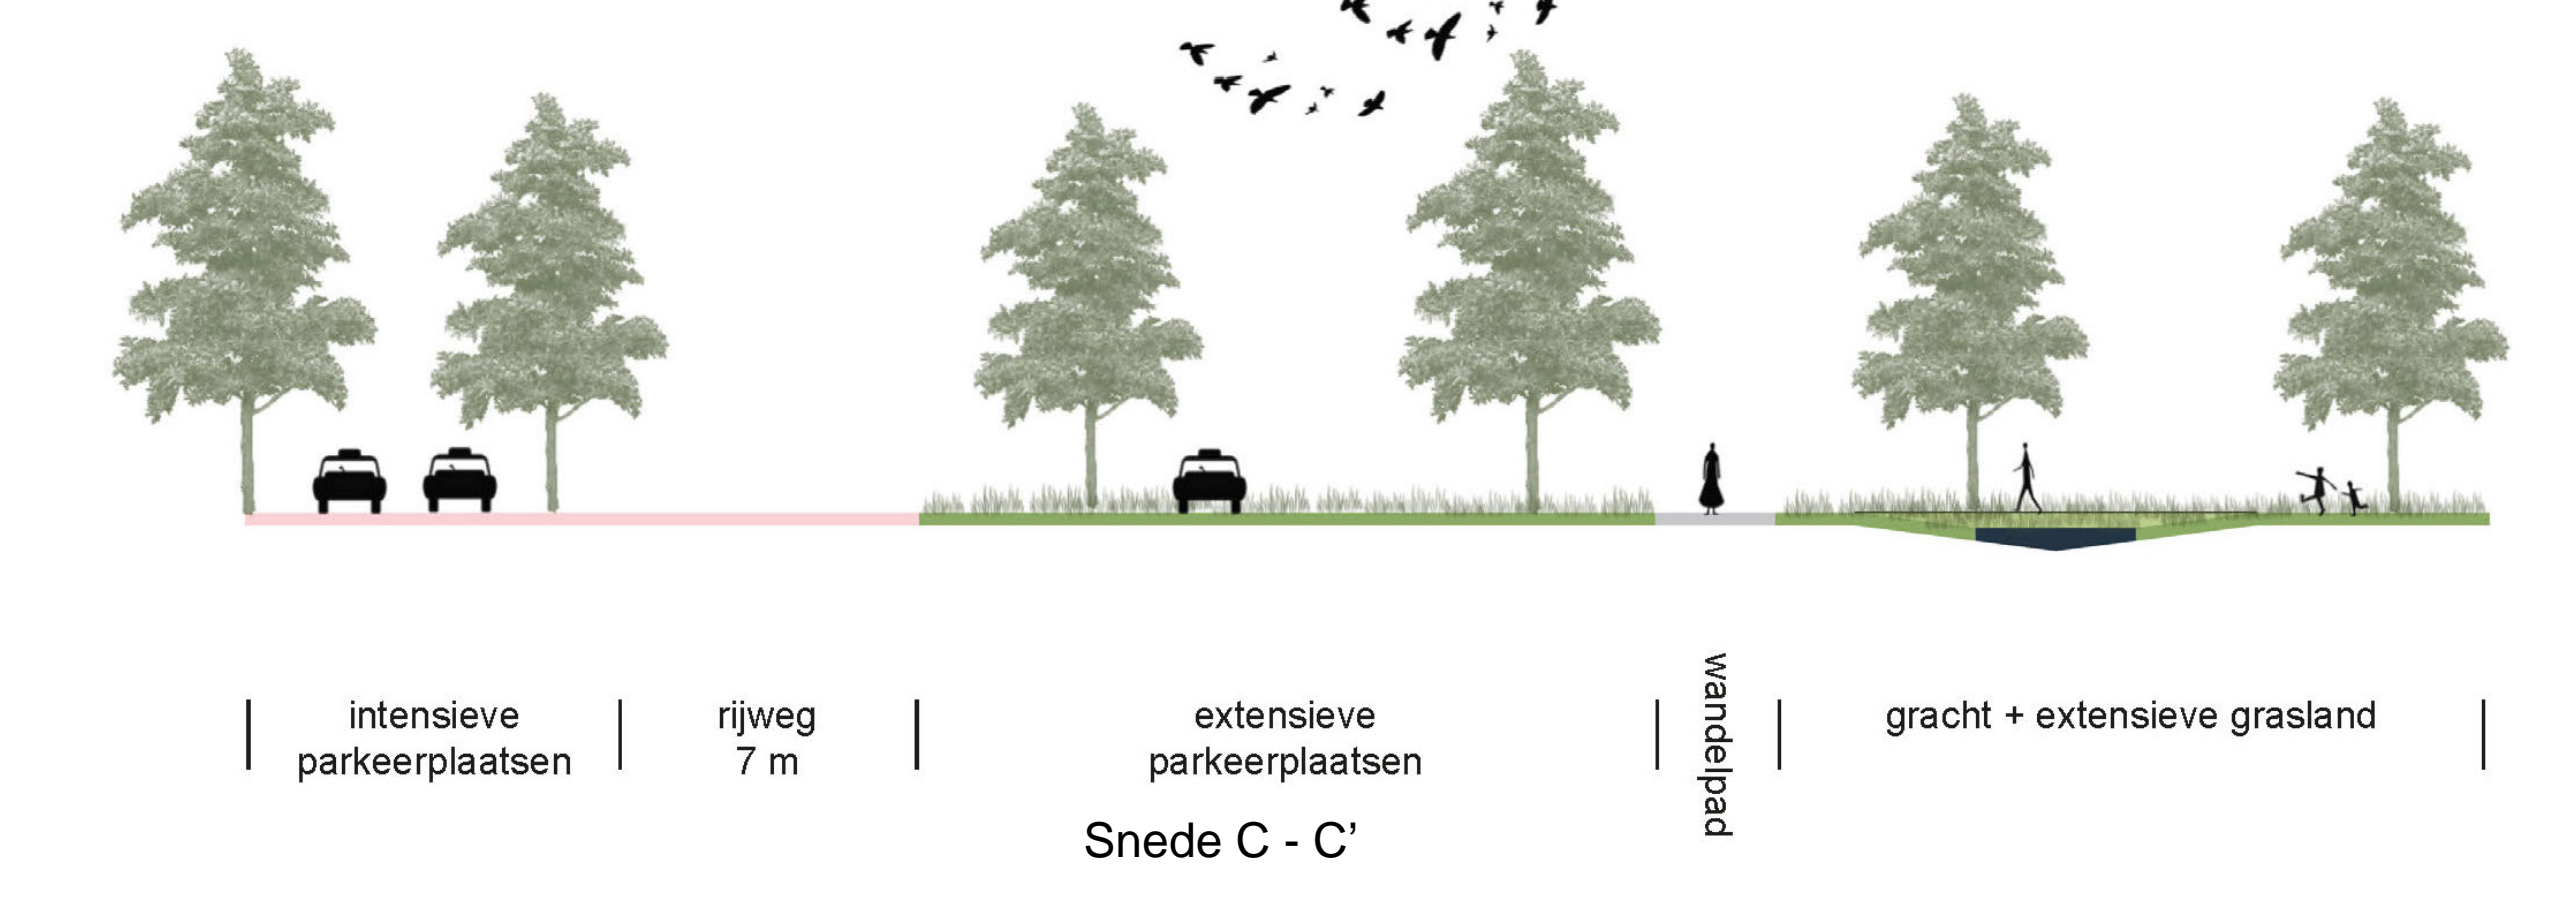 intensieve
parkeerplaatsen
rijweg
7 m
extensieve
parkeerplaatsen
wandelpad
gracht + extensieve grasland
Snede C - C’